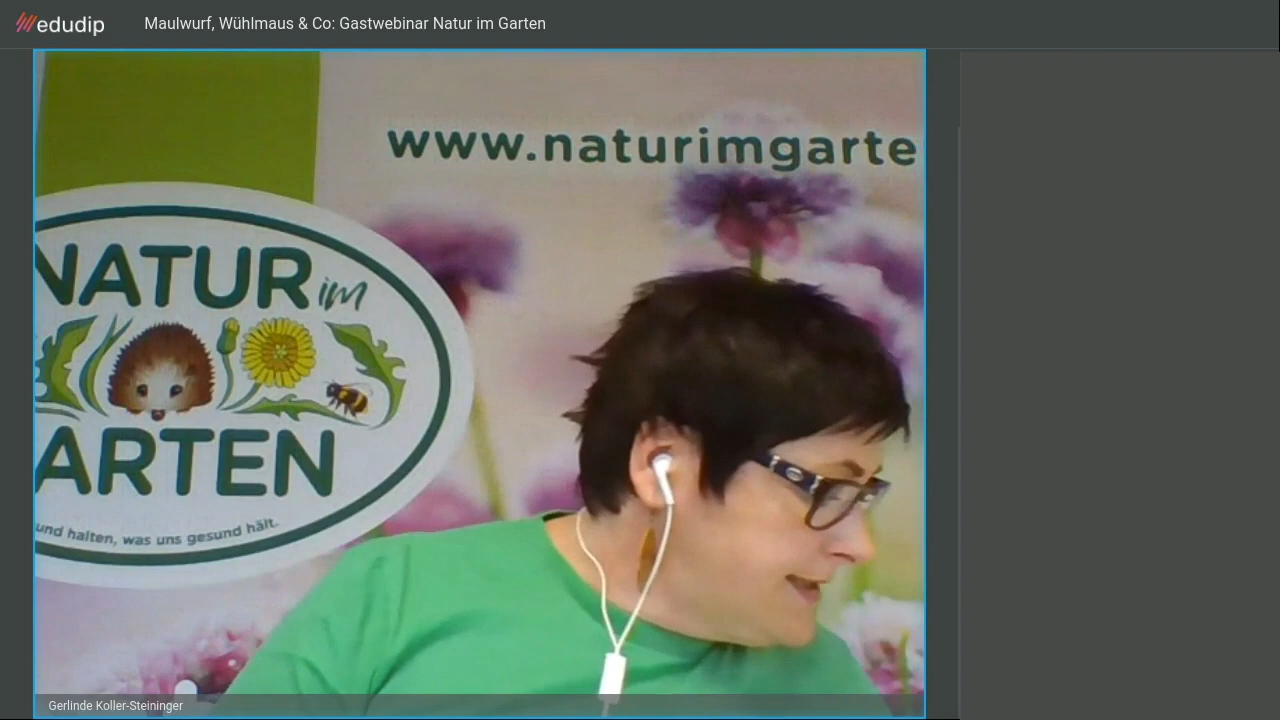 edudip
Maulwurf, Wühlmaus & Co: Gastwebinar Natur im Garten
www.naturimgarte
NATUR im
ARTEN
und halten, was uns gesund hält.
Gerlinde Koller-Steininger